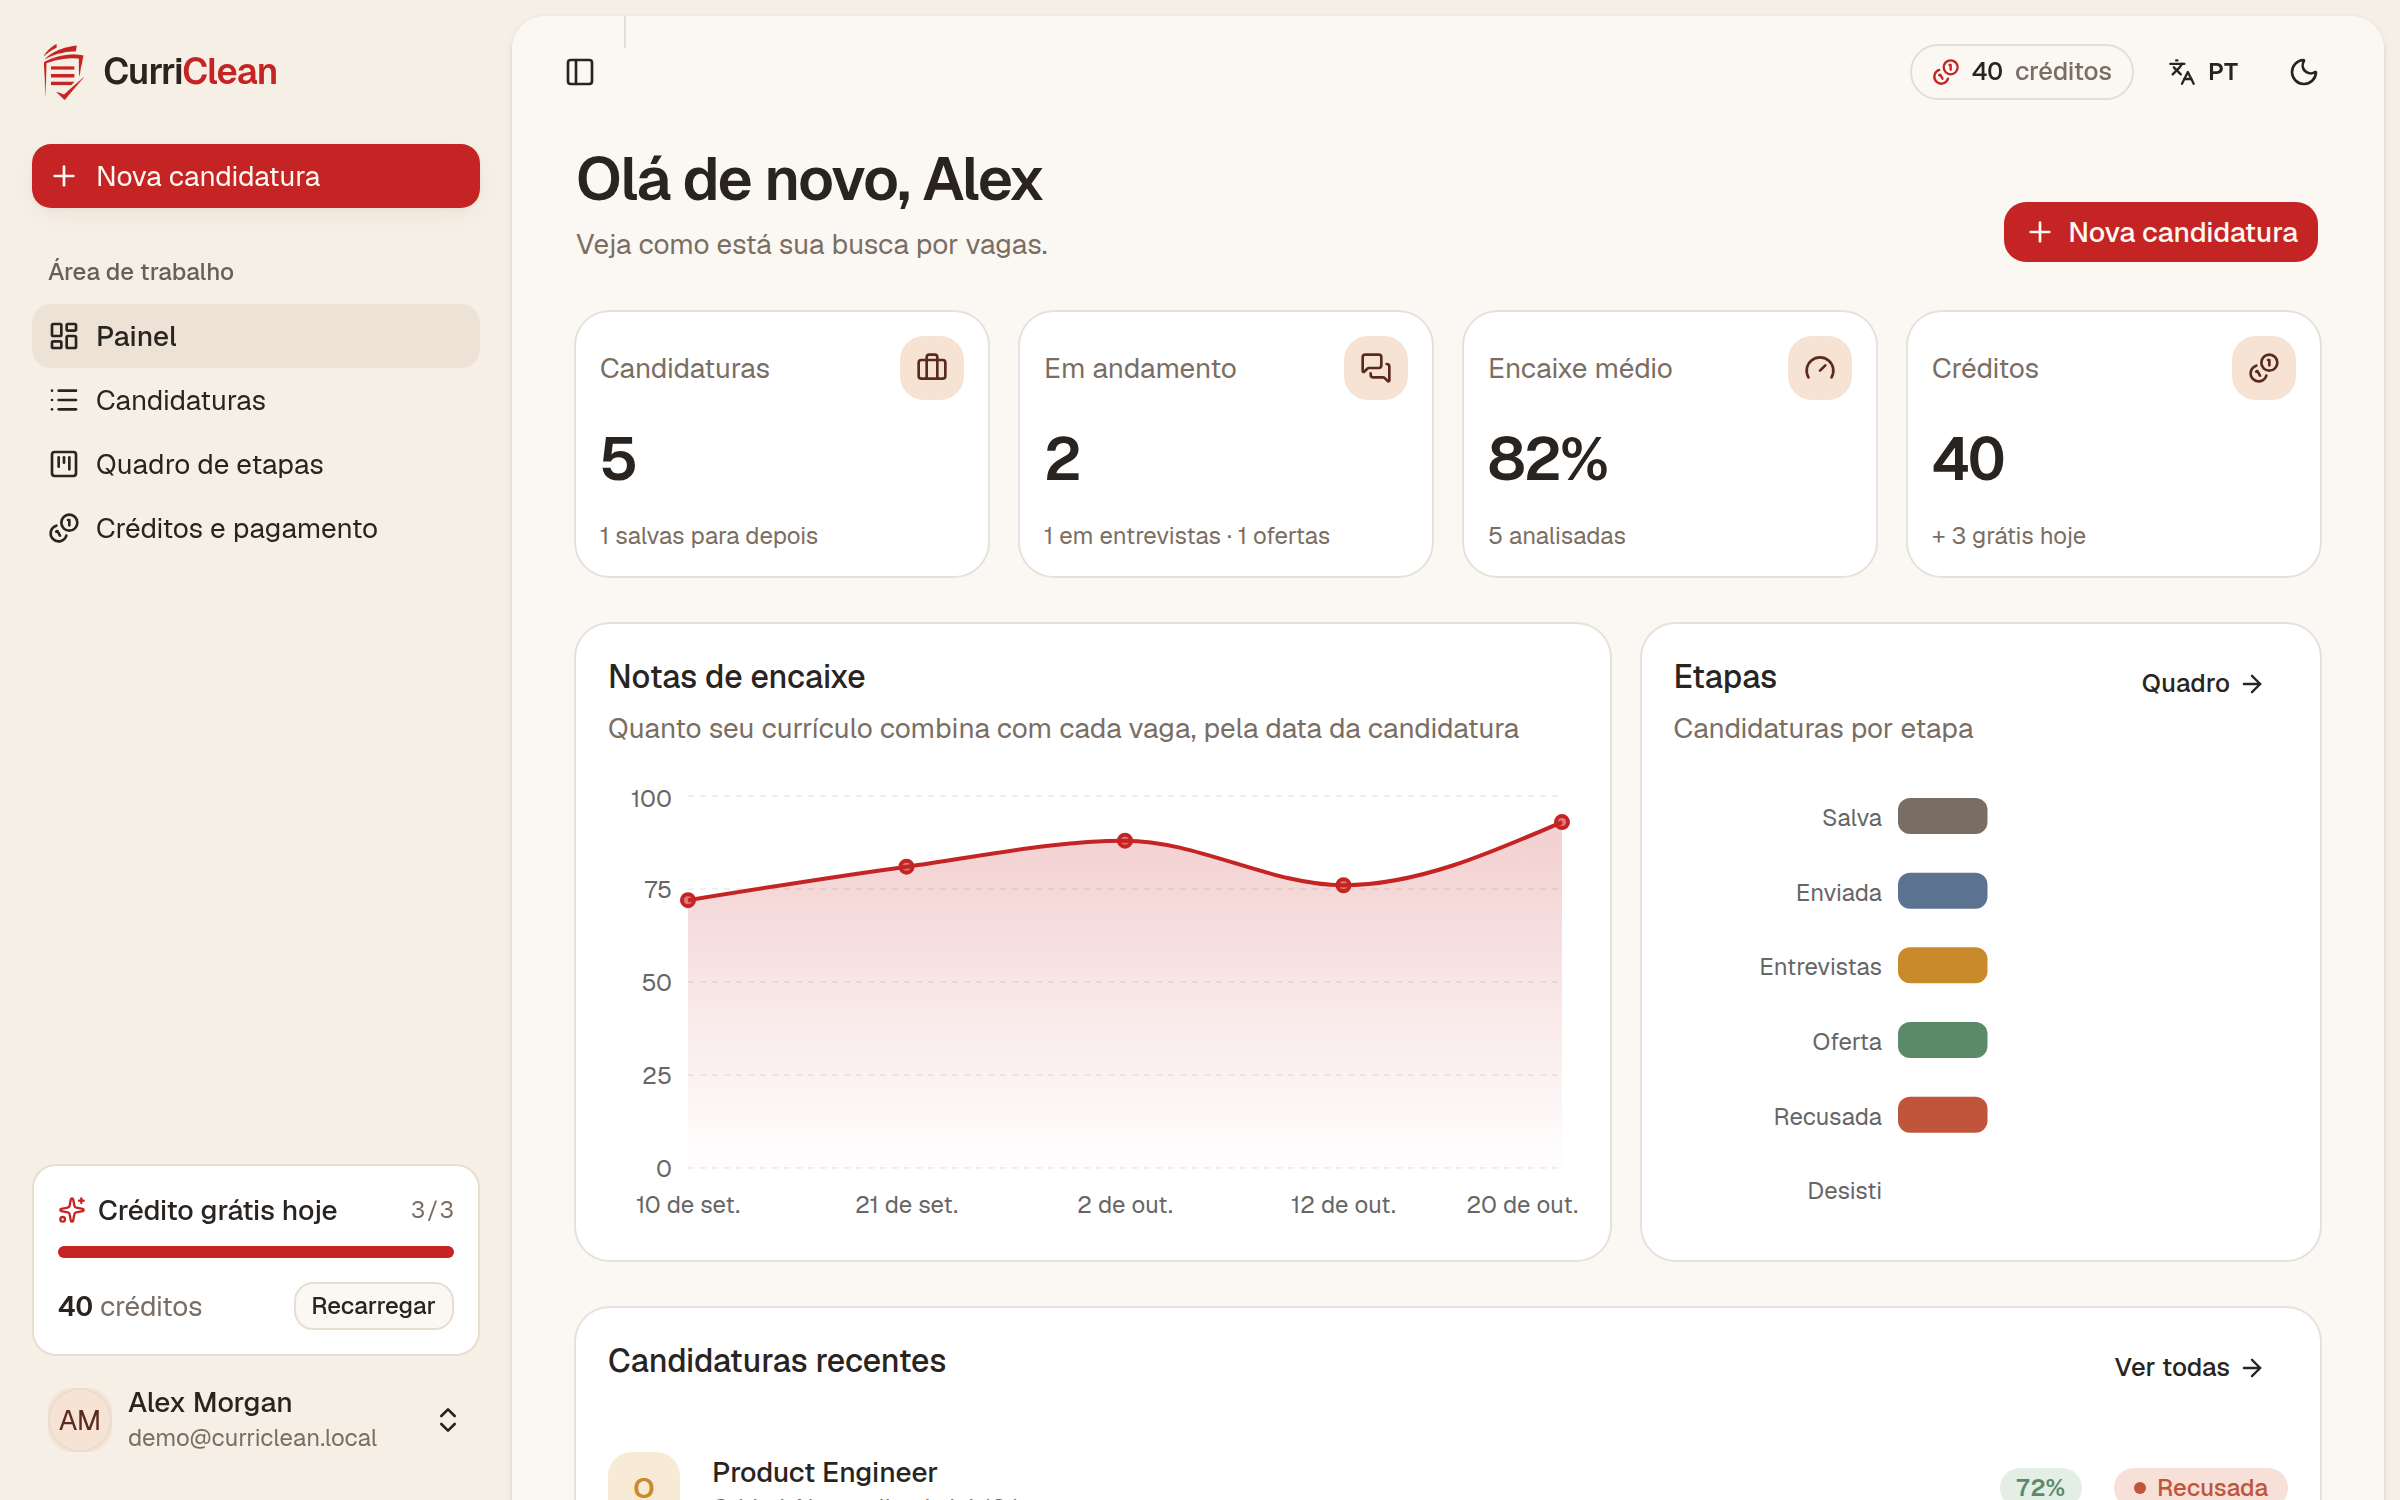 CurriClean
Nova candidatura
Área de trabalho
Painel
Candidaturas
Quadro de etapas
Créditos e pagamento
Crédito grátis hoje 3/3
40 créditos Recarregar
AM Alex Morgan
demo@curriclean.local
40 créditos PT
Olá de novo, Alex
Veja como está sua busca por vagas.
Nova candidatura
Candidaturas
5
1 salvas para depois
Em andamento
2
1 em entrevistas · 1 ofertas
Encaixe médio
82%
5 analisadas
Créditos
40
+ 3 grátis hoje
Notas de encaixe
Quanto seu currículo combina com cada vaga, pela data da candidatura
100
75
50
25
0
10 de set. 21 de set. 2 de out. 12 de out. 20 de out.
Etapas Quadro
Candidaturas por etapa
Salva
Enviada
Entrevistas
Oferta
Recusada
Desisti
Candidaturas recentes Ver todas
O Product Engineer 72% Recusada